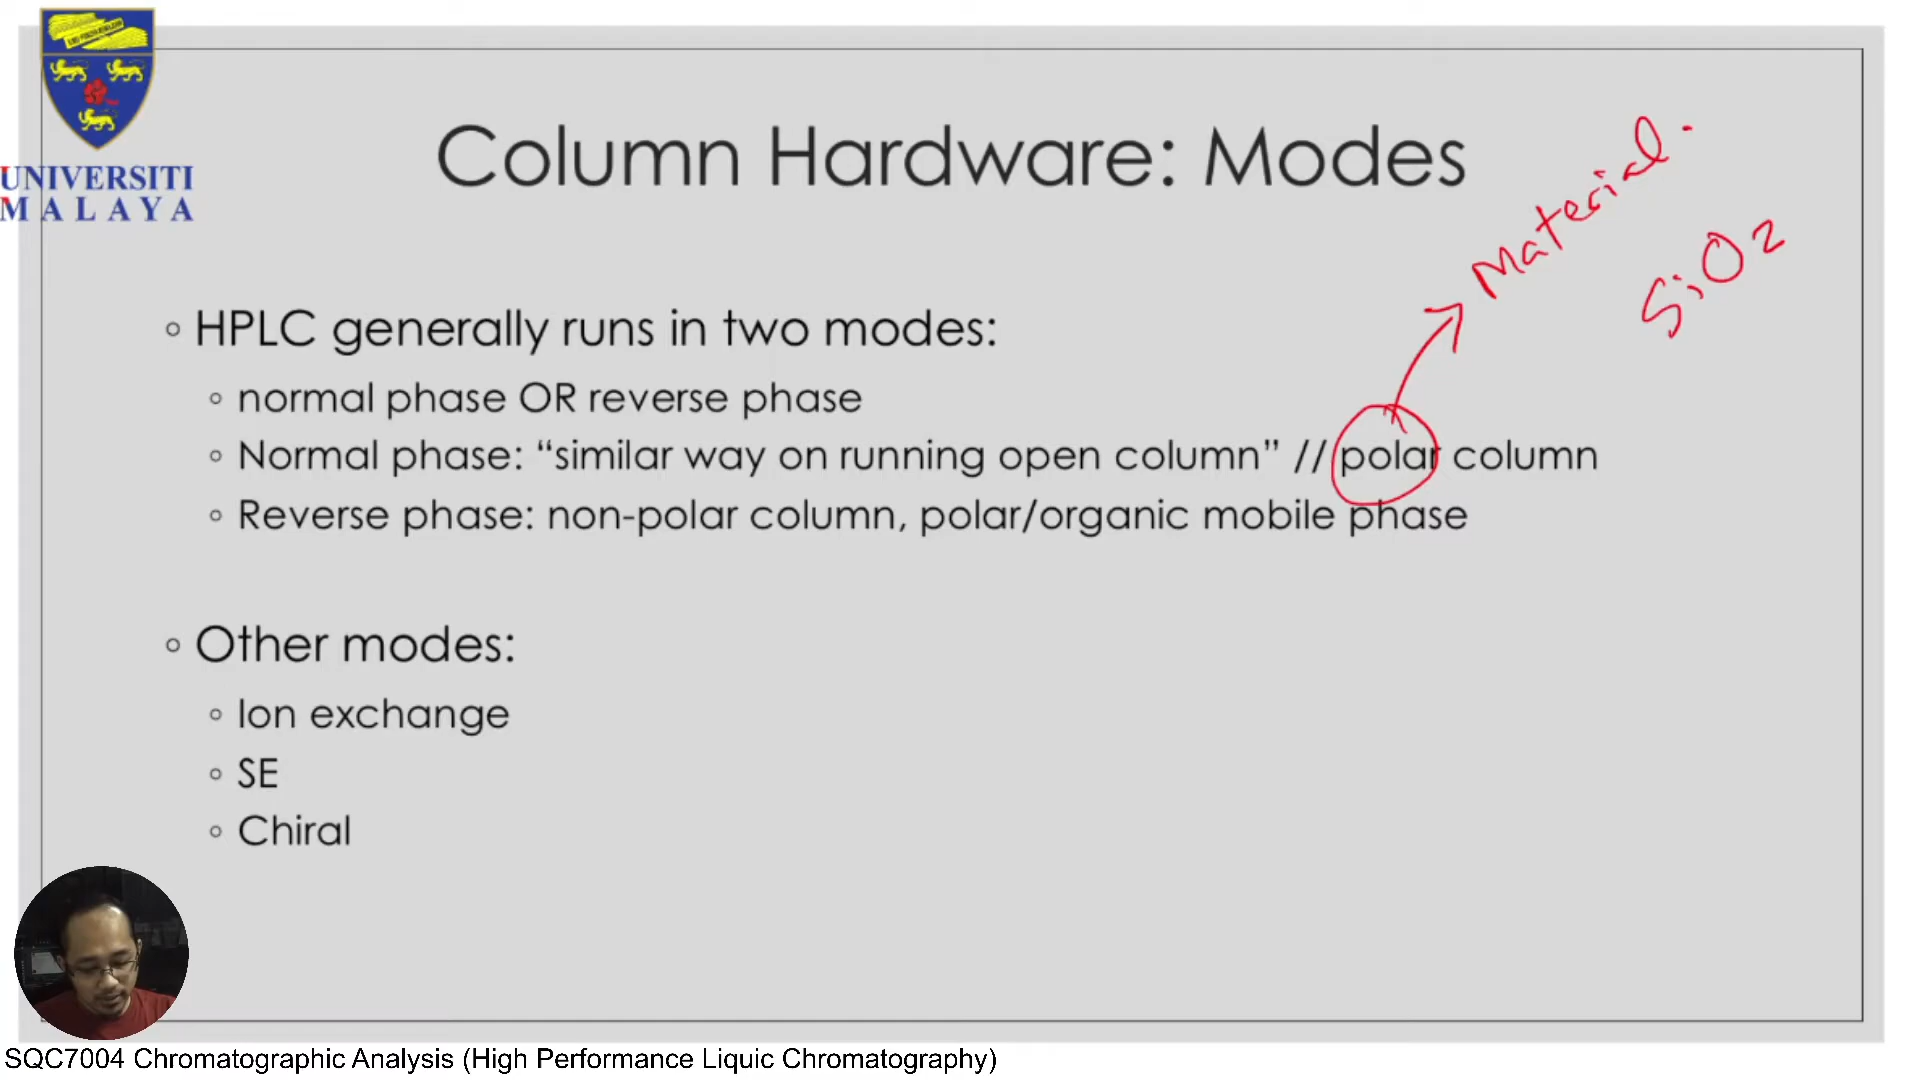 UNIVERSITI
MALAYA
Column Hardware: Modes
Material.
SiO2
HPLC generally runs in two modes:
normal phase OR reverse phase
Normal phase: “similar way on running open column” // polar column
Reverse phase: non-polar column, polar/organic mobile phase
Other modes:
Ion exchange
SE
Chiral
SQC7004 Chromatographic Analysis (High Performance Liquic Chromatography)